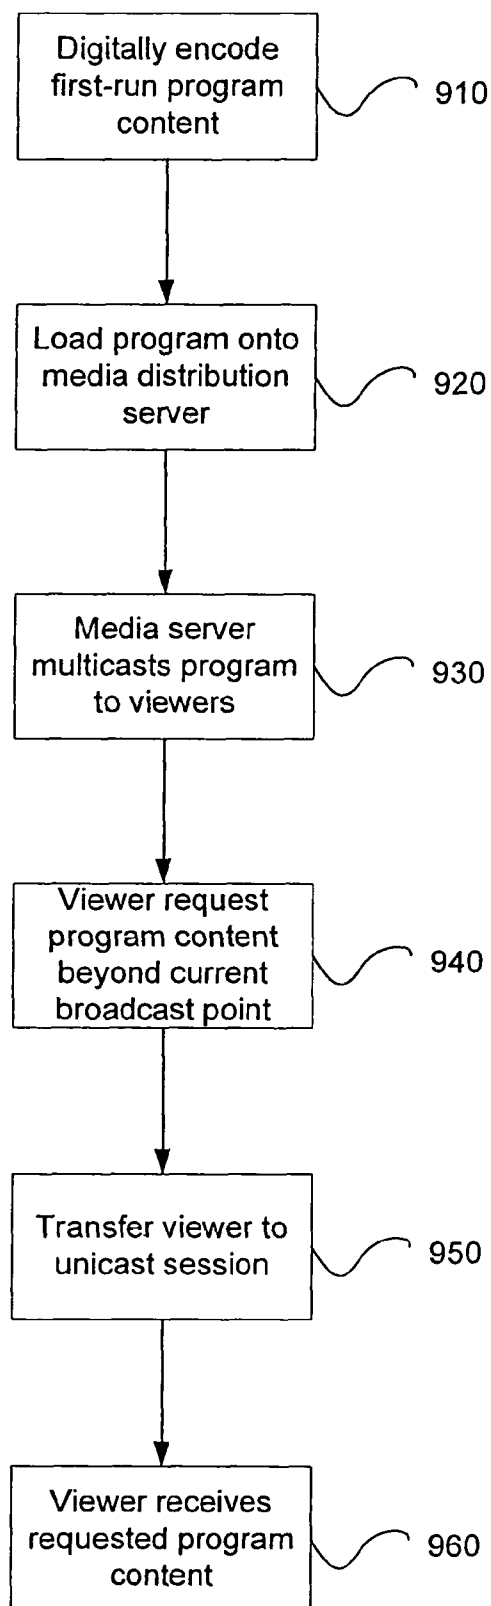 Digitally encode
first-run program
content
910
Load program onto
media distribution
server
920
Media server
multicasts program
to viewers
930
Viewer request
program content
beyond current
broadcast point
940
Transfer viewer to
unicast session
950
Viewer receives
requested program
content
960